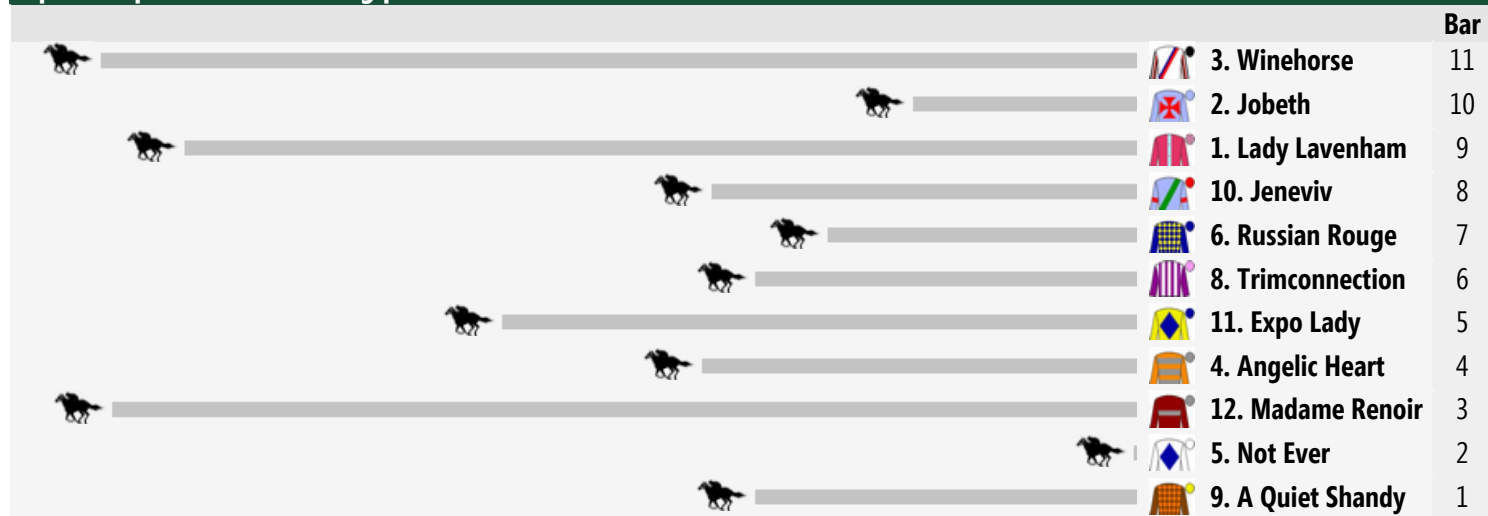 Bar
3. Winehorse 11
2. Jobeth 10
1. Lady Lavenham 9
10. Jeneviv 8
6. Russian Rouge 7
8. Trimconnection 6
11. Expo Lady 5
4. Angelic Heart 4
12. Madame Renoir 3
5. Not Ever 2
9. A Quiet Shandy 1